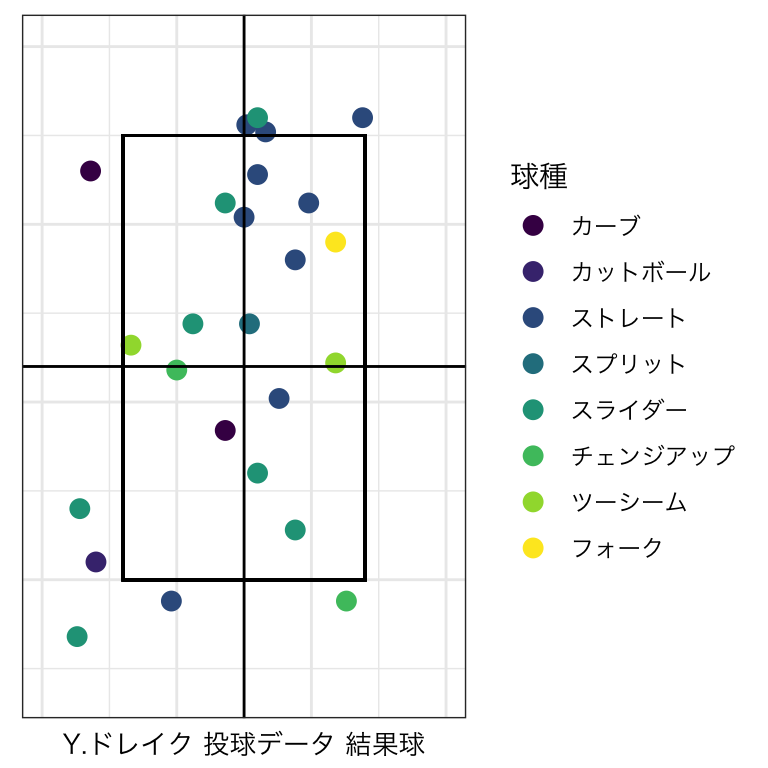 球種
カーブ
カットボール
ストレート
スプリット
スライダー
チェンジアップ
ツーシーム
フォーク
Y.ドレイク 投球データ 結果球